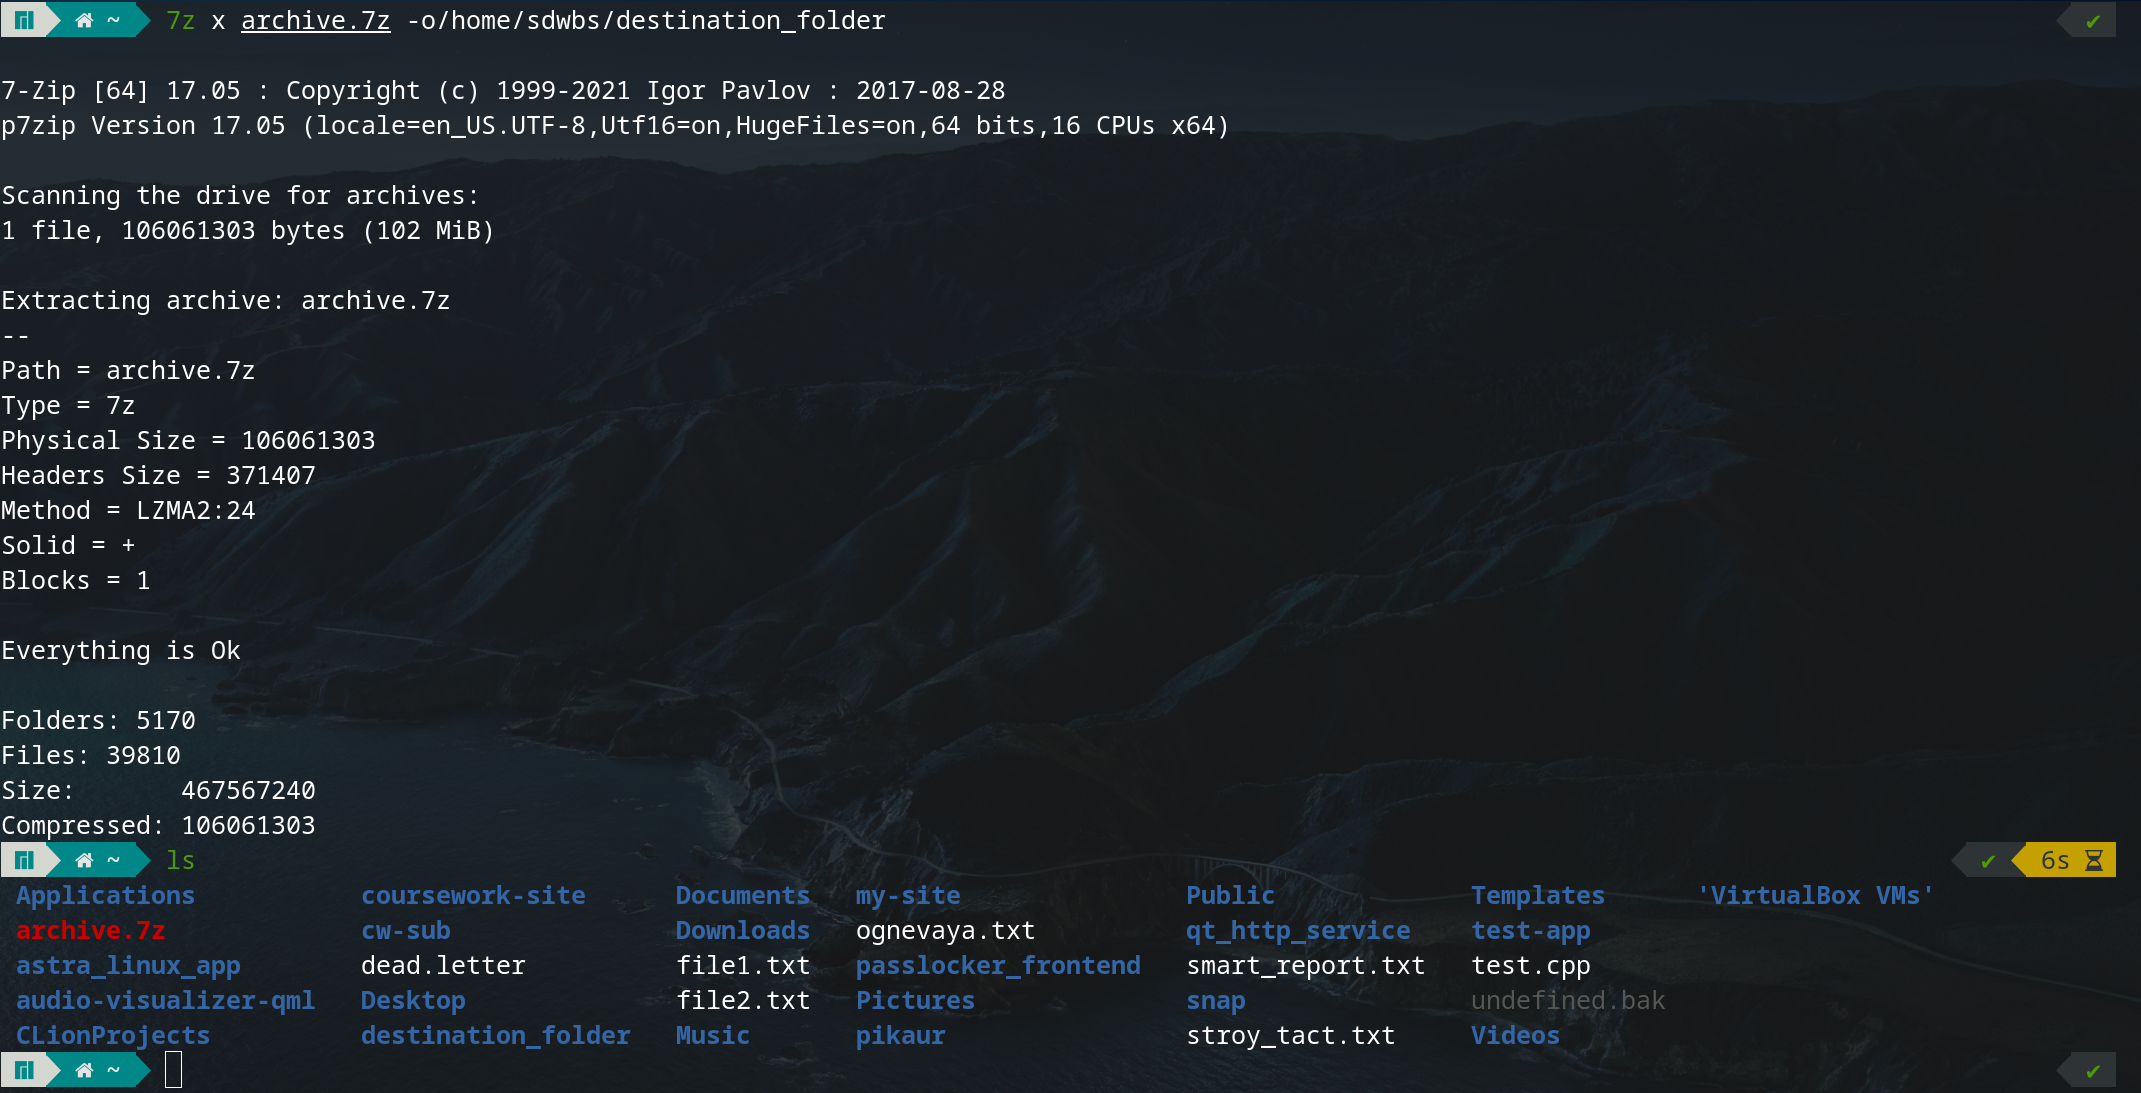 ~ 7z x archive.7z -o/home/sdwbs/destination_folder ✔
7-Zip [64] 17.05 : Copyright (c) 1999-2021 Igor Pavlov : 2017-08-28
p7zip Version 17.05 (locale=en_US.UTF-8,Utf16=on,HugeFiles=on,64 bits,16 CPUs x64)
Scanning the drive for archives:
1 file, 106061303 bytes (102 MiB)
Extracting archive: archive.7z
--
Path = archive.7z
Type = 7z
Physical Size = 106061303
Headers Size = 371407
Method = LZMA2:24
Solid = +
Blocks = 1
Everything is Ok
Folders: 5170
Files: 39810
Size:       467567240
Compressed: 106061303
~ ls ✔ 6s
Applications coursework-site Documents my-site Public Templates 'VirtualBox VMs'
archive.7z cw-sub Downloads ognevaya.txt qt_http_service test-app
astra_linux_app dead.letter file1.txt passlocker_frontend smart_report.txt test.cpp
audio-visualizer-qml Desktop file2.txt Pictures snap undefined.bak
CLionProjects destination_folder Music pikaur stroy_tact.txt Videos
~ ✔